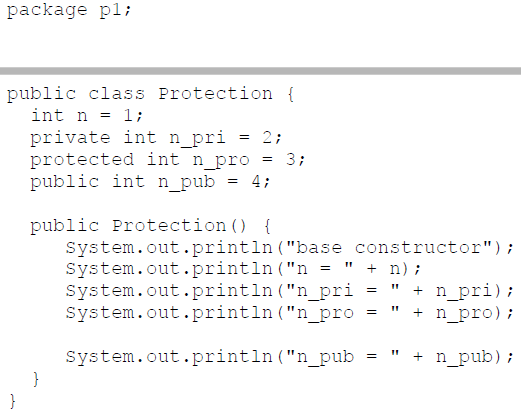 package p1;
public class Protection {
int n = 1;
private int n_pri = 2;
protected int n_pro = 3;
public int n_pub = 4;
public Protection() {
System.out.println("base constructor");
System.out.println("n = " + n);
System.out.println("n_pri = " + n_pri);
System.out.println("n_pro = " + n_pro);
System.out.println("n_pub = " + n_pub);
}
}